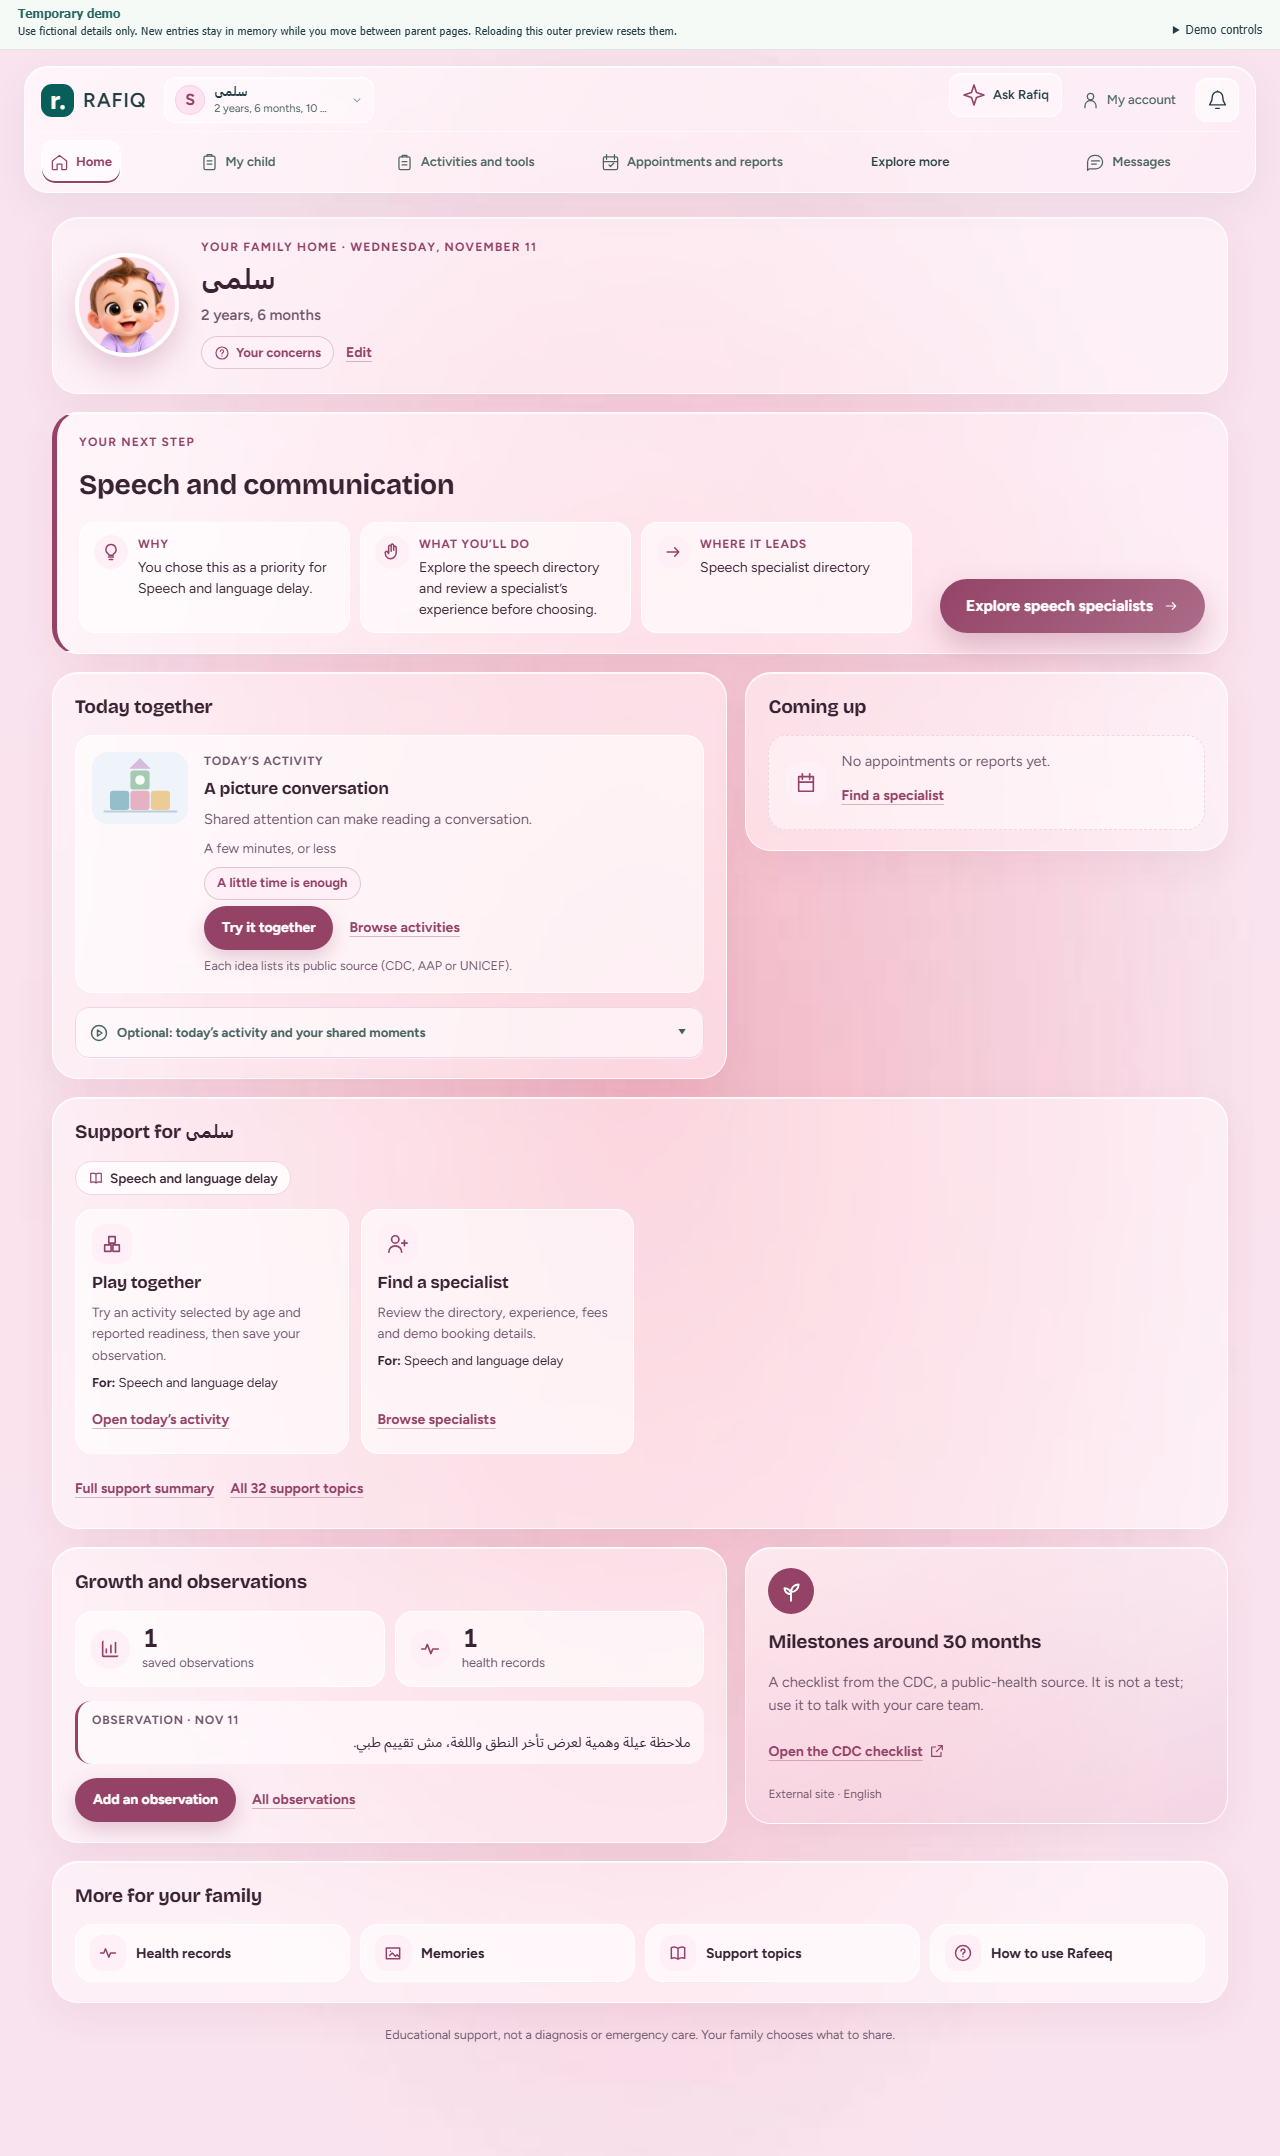 Temporary demo
Use fictional details only. New entries stay in memory while you move between parent pages. Reloading this outer preview resets them.
Demo controls
r. RAFIQ
S
سلمى
2 years, 6 months, 10 ...
Ask Rafiq
My account
Home
My child
Activities and tools
Appointments and reports
Explore more
Messages
YOUR FAMILY HOME · WEDNESDAY, NOVEMBER 11
سلمى
2 years, 6 months
Your concerns
Edit
YOUR NEXT STEP
Speech and communication
WHY
You chose this as a priority for
Speech and language delay.
WHAT YOU'LL DO
Explore the speech directory
and review a specialist's
experience before choosing.
WHERE IT LEADS
Speech specialist directory
Explore speech specialists
Today together
TODAY'S ACTIVITY
A picture conversation
Shared attention can make reading a conversation.
A few minutes, or less
A little time is enough
Try it together
Browse activities
Each idea lists its public source (CDC, AAP or UNICEF).
Optional: today's activity and your shared moments
Coming up
No appointments or reports yet.
Find a specialist
Support for سلمى
Speech and language delay
Play together
Try an activity selected by age and
reported readiness, then save your
observation.
For: Speech and language delay
Open today's activity
Find a specialist
Review the directory, experience, fees
and demo booking details.
For: Speech and language delay
Browse specialists
Full support summary
All 32 support topics
Growth and observations
1
saved observations
1
health records
OBSERVATION · NOV 11
ملاحظة عيلة وهمية لعرض تأخر النطق واللغة، مش تقييم طبي.
Add an observation
All observations
Milestones around 30 months
A checklist from the CDC, a public-health source. It is not a test;
use it to talk with your care team.
Open the CDC checklist
External site · English
More for your family
Health records
Memories
Support topics
How to use Rafeeq
Educational support, not a diagnosis or emergency care. Your family chooses what to share.